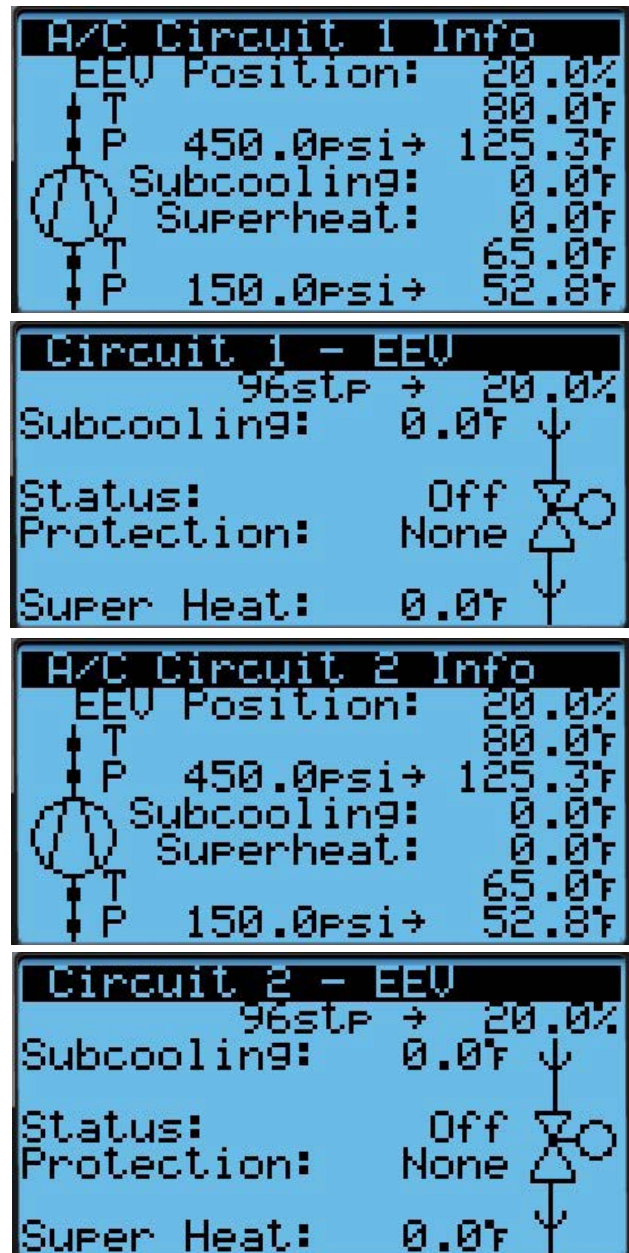 A/C Circuit 1 Info
EEV Position: 20.0%
T 80.0°F
P 450.0psi→ 125.3°F
Subcooling: 0.0°F
Superheat: 0.0°F
T 65.0°F
P 150.0psi→ 52.8°F
Circuit 1 - EEV
96stp → 20.0%
Subcooling: 0.0°F
Status: Off
Protection: None
Super Heat: 0.0°F
A/C Circuit 2 Info
EEV Position: 20.0%
T 80.0°F
P 450.0psi→ 125.3°F
Subcooling: 0.0°F
Superheat: 0.0°F
T 65.0°F
P 150.0psi→ 52.8°F
Circuit 2 - EEV
96stp → 20.0%
Subcooling: 0.0°F
Status: Off
Protection: None
Super Heat: 0.0°F